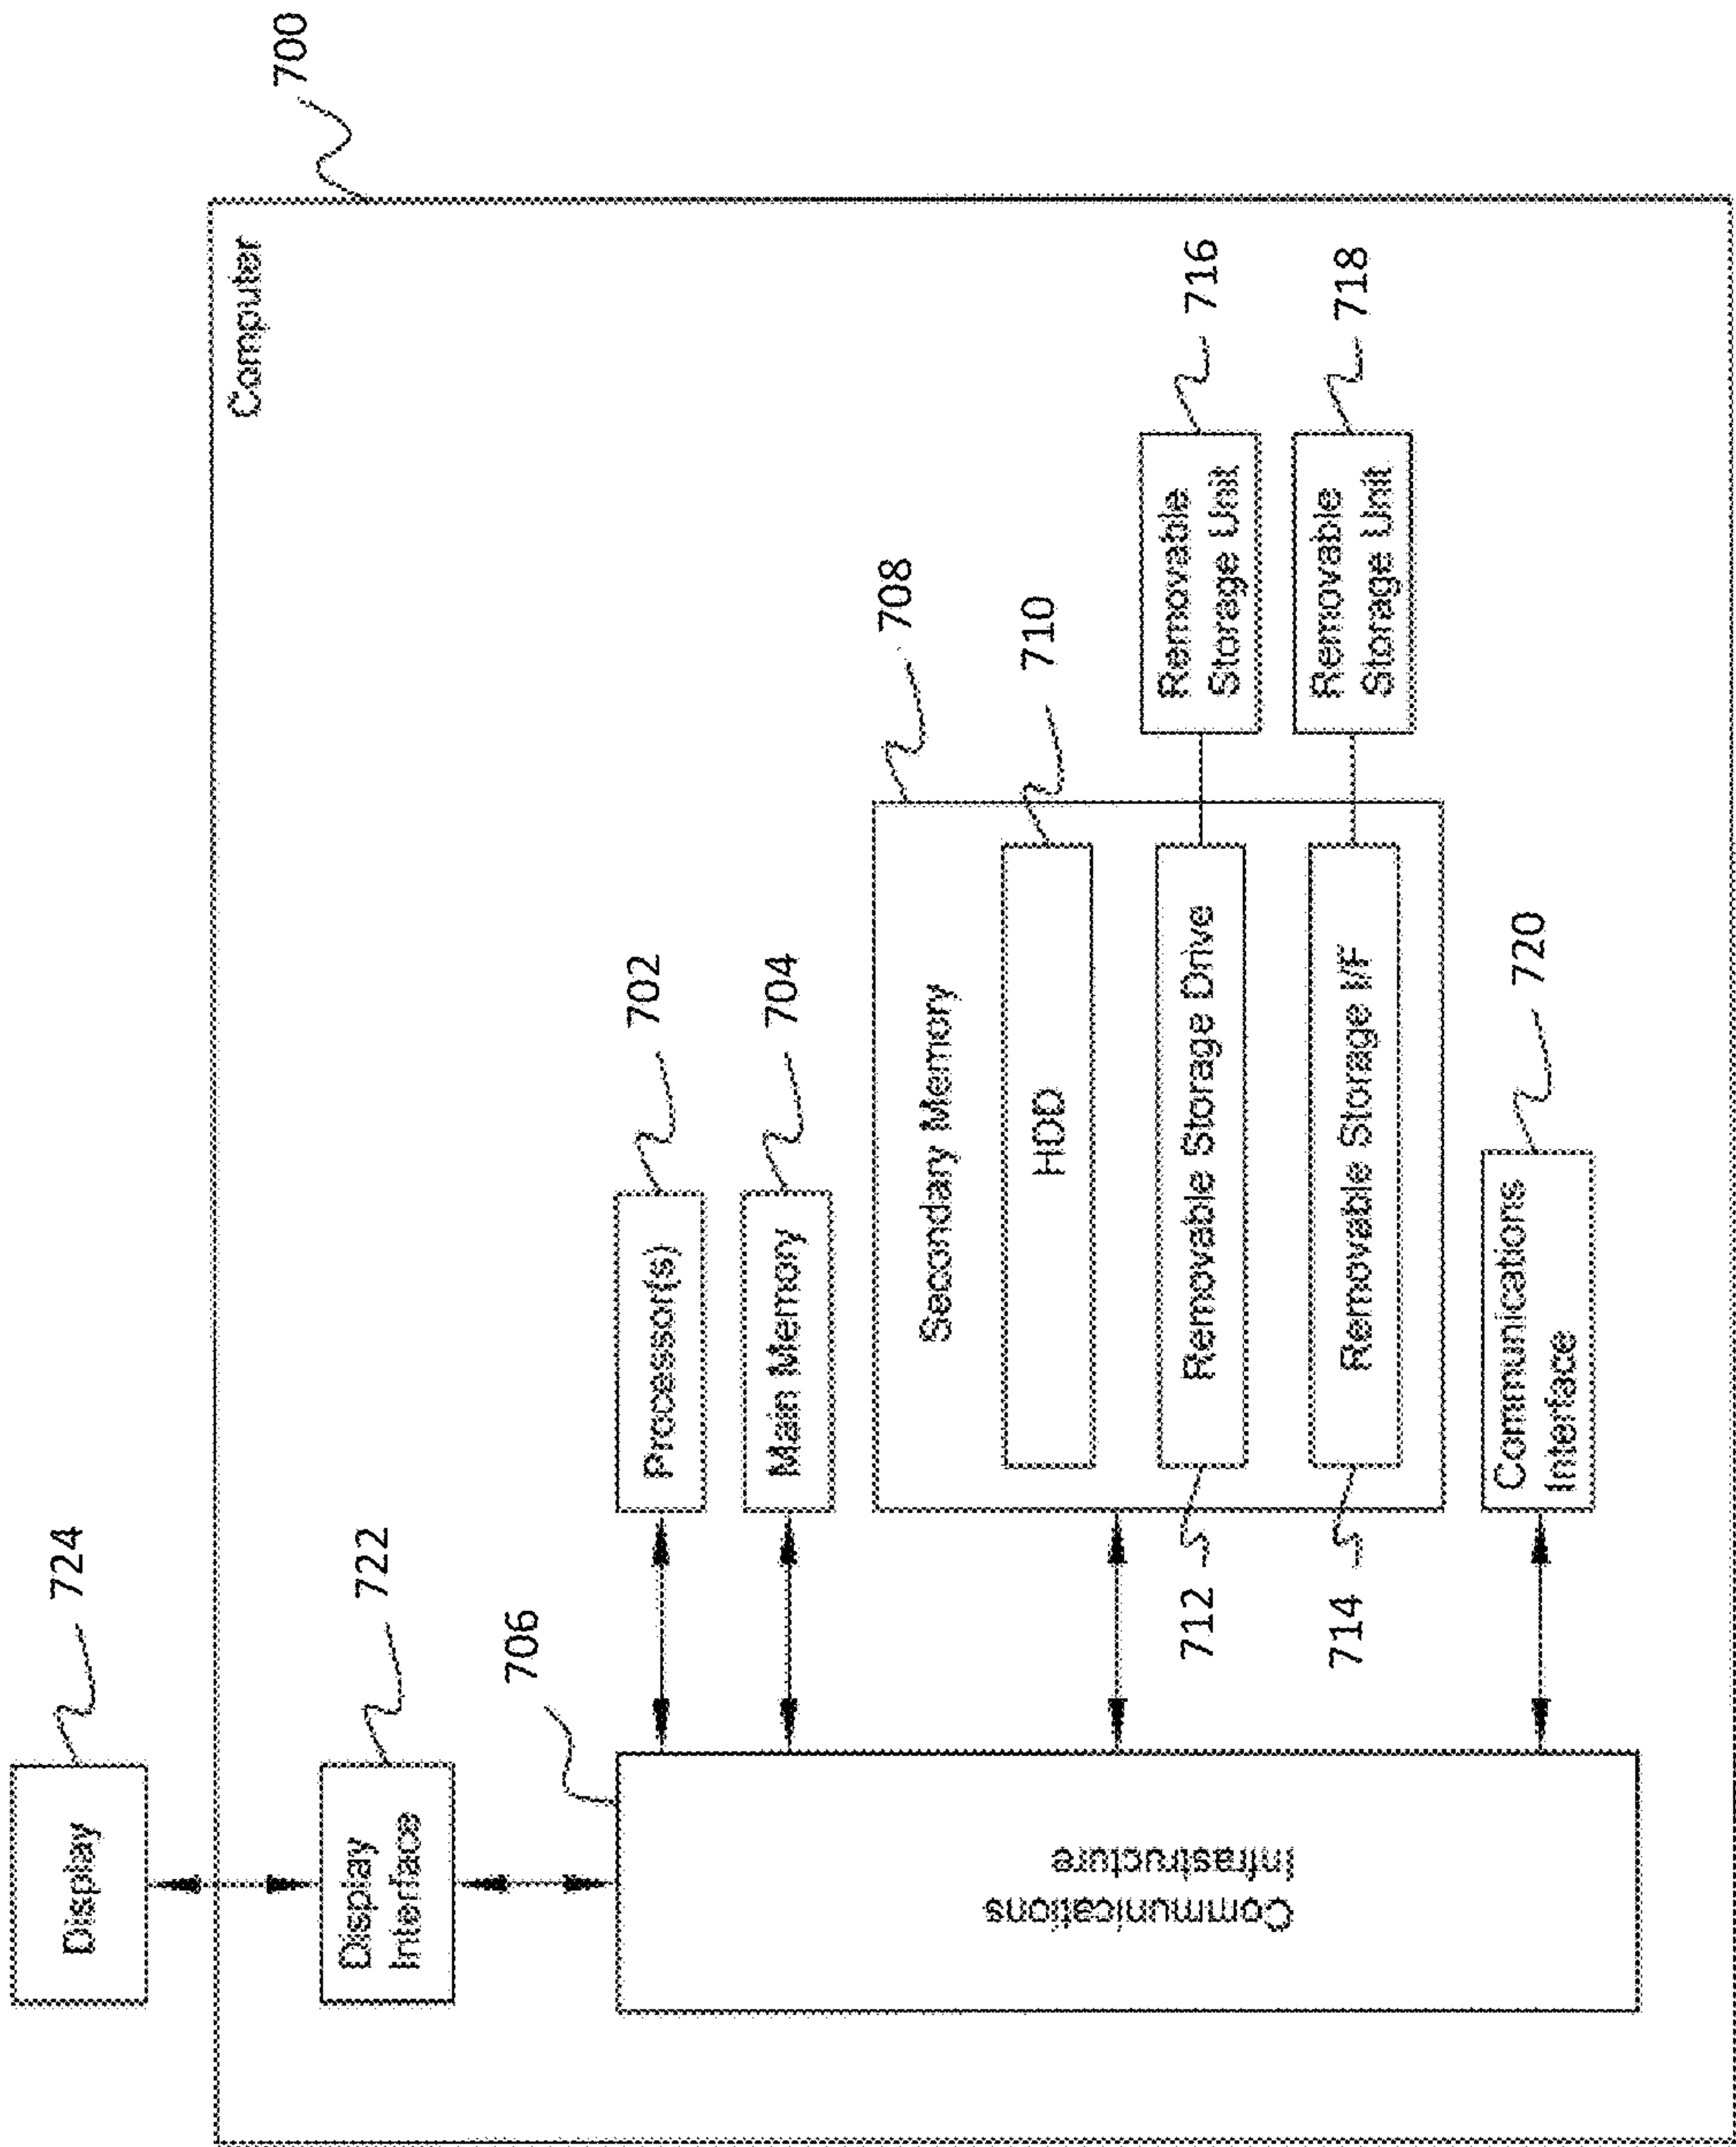 700
Computer
724
Display
722
Display
Interface
706
Communications
Infrastructure
702
Processor(s)
704
Main Memory
708
Secondary Memory
710
HDD
712
Removable Storage Drive
716
Removable
Storage Unit
714
Removable Storage I/F
718
Removable
Storage Unit
720
Communications
Interface